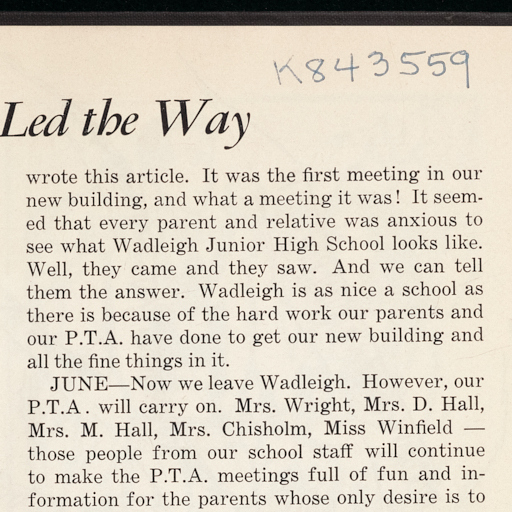 K843559
Led the Way
wrote this article. It was the first meeting in our
new building, and what a meeting it was! It seem-
ed that every parent and relative was anxious to
see what Wadleigh Junior High School looks like.
Well, they came and they saw. And we can tell
them the answer. Wadleigh is as nice a school as
there is because of the hard work our parents and
our P.T.A. have done to get our new building and
all the fine things in it.
JUNE—Now we leave Wadleigh. However, our
P.T.A. will carry on. Mrs. Wright, Mrs. D. Hall,
Mrs. M. Hall, Mrs. Chisholm, Miss Winfield —
those people from our school staff will continue
to make the P.T.A. meetings full of fun and in-
formation for the parents whose only desire is to